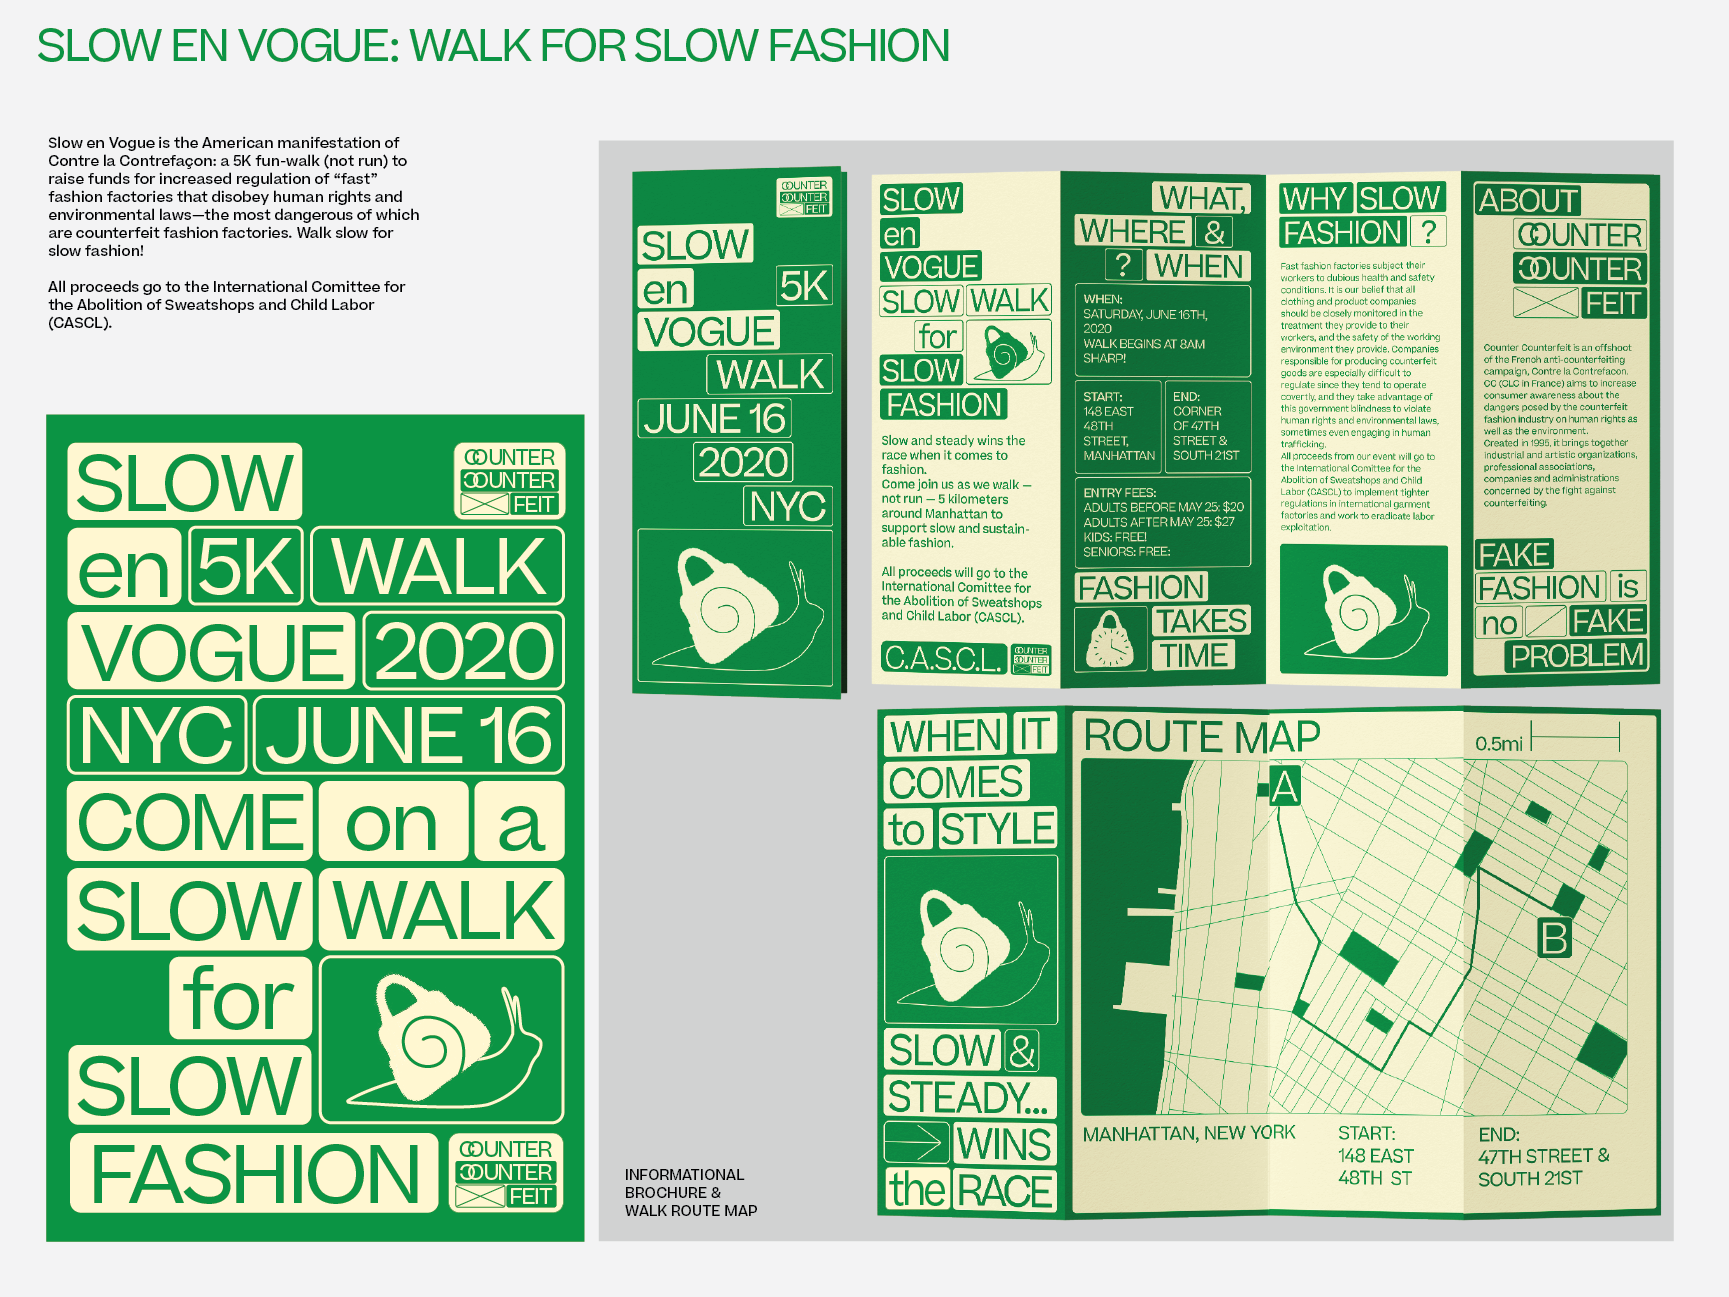 SLOW EN VOGUE: WALK FOR SLOW FASHION
Slow en Vogue is the American manifestation of
Contre la Contrefaçon: a 5K fun-walk (not run) to
raise funds for increased regulation of “fast”
fashion factories that disobey human rights and
environmental laws—the most dangerous of which
are counterfeit fashion factories. Walk slow for
slow fashion!
All proceeds go to the International Comittee for
the Abolition of Sweatshops and Child Labor
(CASCL).
SLOW
COUNTER
COUNTER
FEIT
en 5K WALK
VOGUE 2020
NYC JUNE 16
COME on a
SLOW WALK
for
SLOW
FASHION
COUNTER
COUNTER
FEIT
COUNTER
COUNTER
FEIT
SLOW
en 5K
VOGUE
WALK
JUNE 16
2020
NYC
SLOW
en
VOGUE
SLOW WALK
for
SLOW
FASHION
Slow and steady wins the
race when it comes to
fashion.
Come join us as we walk —
not run — 5 kilometers
around Manhattan to
support slow and sustain-
able fashion.
All proceeds will go to the
International Comittee for
the Abolition of Sweatshops
and Child Labor (CASCL).
C.A.S.C.L.
COUNTER
COUNTER
FEIT
WHAT,
WHERE &
? WHEN
WHEN:
SATURDAY, JUNE 16TH,
2020
WALK BEGINS AT 8AM
SHARP!
START:
148 EAST
48TH
STREET,
MANHATTAN
END:
CORNER
OF 47TH
STREET &
SOUTH 21ST
ENTRY FEES:
ADULTS BEFORE MAY 25: $20
ADULTS AFTER MAY 25: $27
KIDS: FREE!
SENIORS: FREE:
FASHION
TAKES
TIME
WHY SLOW
FASHION ?
Fast fashion factories subject their
workers to dubious health and safety
conditions. It is our belief that all
clothing and product companies
should be closely monitored in the
treatment they provide to their
workers, and the safety of the working
environment they provide. Companies
responsible for producing counterfeit
goods are especially difficult to
regulate since they tend to operate
covertly, and they take advantage of
this government blindness to violate
human rights and environmental laws,
sometimes even engaging in human
trafficking.
All proceeds from our event will go to
the International Comittee for the
Abolition of Sweatshops and Child
Labor (CASCL) to implement tighter
regulations in international garment
factories and work to eradicate labor
exploitation.
ABOUT
COUNTER
COUNTER
FEIT
Counter Counterfeit is an offshoot
of the French anti-counterfeiting
campaign, Contre la Contrefacon.
CC (CLC in France) aims to increase
consumer awareness about the
dangers posed by the counterfeit
fashion industry on human rights as
well as the environment.
Created in 1995, it brings together
industrial and artistic organizations,
professional associations,
companies and administrations
concerned by the fight against
counterfeiting.
FAKE
FASHION is
no FAKE
PROBLEM
WHEN IT
COMES
to STYLE
SLOW &
STEADY...
WINS
the RACE
ROUTE MAP
0.5mi
A
B
MANHATTAN, NEW YORK
START:
148 EAST
48TH ST
END:
47TH STREET &
SOUTH 21ST
INFORMATIONAL
BROCHURE &
WALK ROUTE MAP